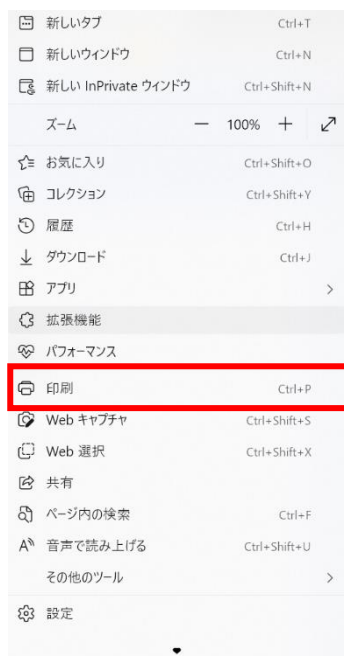 新しいタブ Ctrl+T
新しいウィンドウ Ctrl+N
新しい InPrivate ウィンドウ Ctrl+Shift+N
ズーム — 100% +
お気に入り Ctrl+Shift+O
コレクション Ctrl+Shift+Y
履歴 Ctrl+H
ダウンロード Ctrl+J
アプリ
拡張機能
パフォーマンス
印刷 Ctrl+P
Web キャプチャ Ctrl+Shift+S
Web 選択 Ctrl+Shift+X
共有
ページ内の検索 Ctrl+F
音声で読み上げる Ctrl+Shift+U
その他のツール
設定